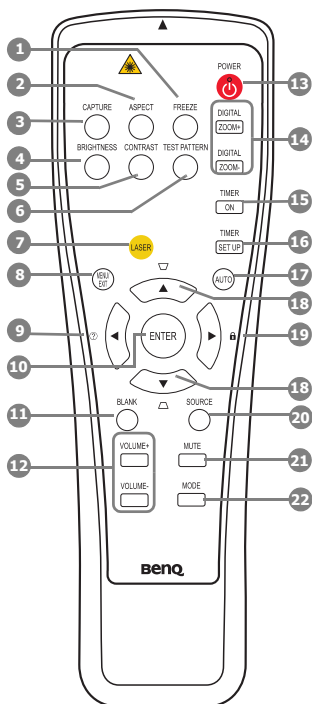 1
POWER
2
13
CAPTURE
ASPECT
FREEZE
3
DIGITAL
ZOOM+
14
4
BRIGHTNESS
CONTRAST
TEST PATTERN
DIGITAL
ZOOM-
5
6
TIMER
ON
15
7
LASER
TIMER
SET UP
16
8
MENU/
EXIT
AUTO
17
18
9
?
ENTER
19
10
18
11
BLANK
SOURCE
20
12
VOLUME+
MUTE
21
VOLUME-
MODE
22
BenQ